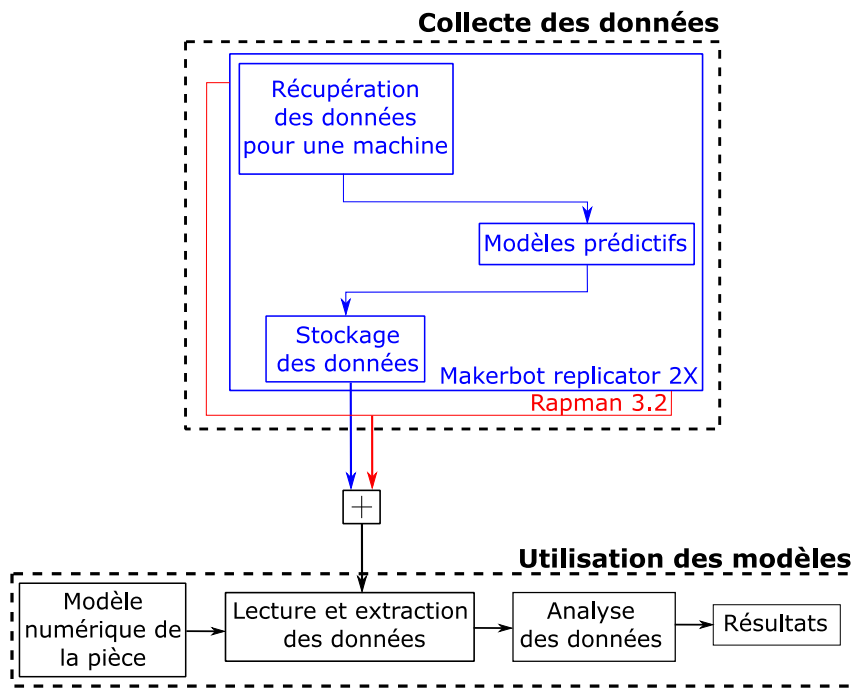 Collecte des données
Récupération
des données
pour une machine
Modèles prédictifs
Stockage
des données
Makerbot replicator 2X
Rapman 3.2
+
Utilisation des modèles
Modèle
numérique de
la pièce
Lecture et extraction
des données
Analyse
des données
Résultats